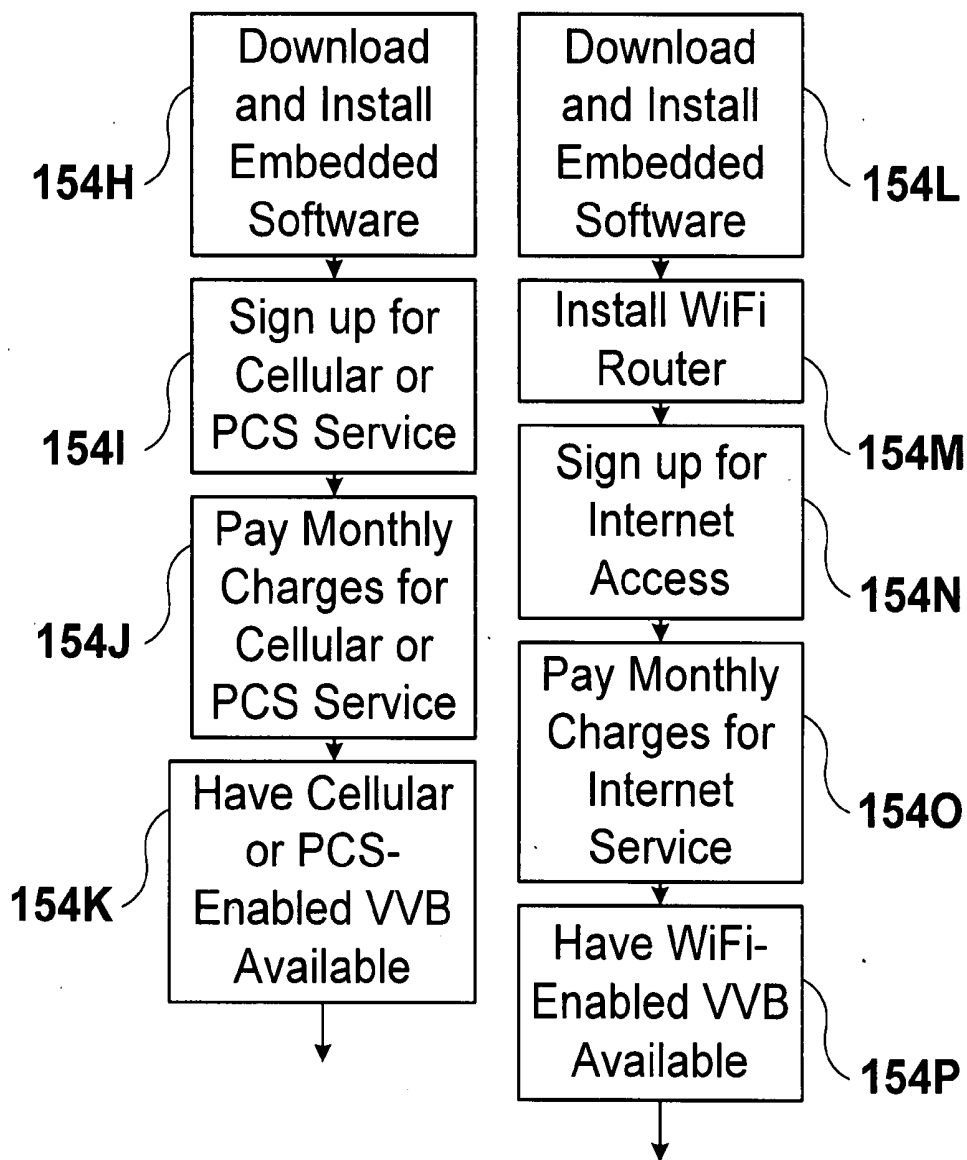 154H
Download
and Install
Embedded
Software
154I
Sign up for
Cellular or
PCS Service
154J
Pay Monthly
Charges for
Cellular or
PCS Service
154K
Have Cellular
or PCS-
Enabled VVB
Available
Download
and Install
Embedded
Software
154L
Install WiFi
Router
154M
Sign up for
Internet
Access
154N
Pay Monthly
Charges for
Internet
Service
154O
Have WiFi-
Enabled VVB
Available
154P